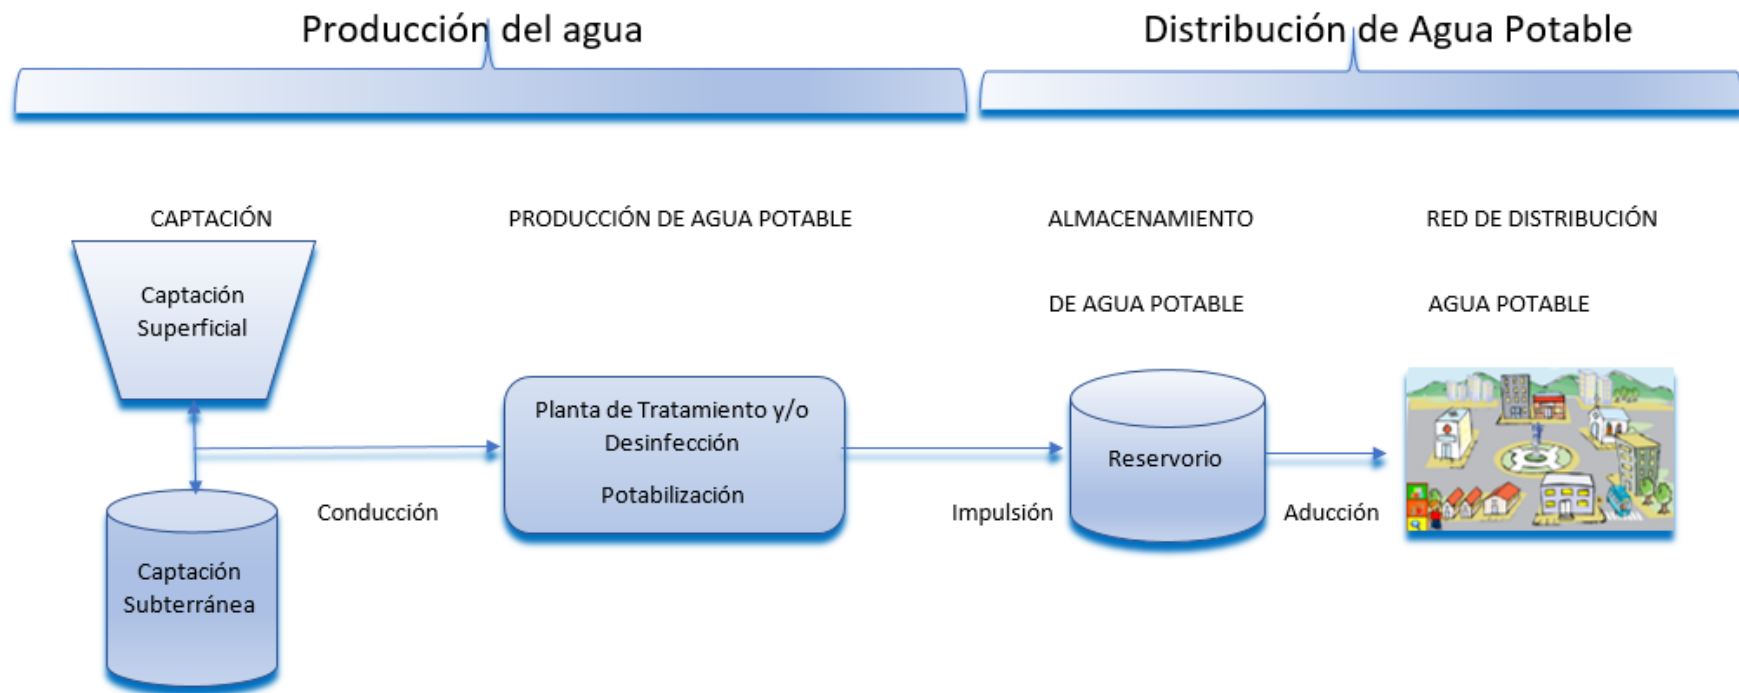 Producción del agua
Distribución de Agua Potable
CAPTACIÓN
PRODUCCIÓN DE AGUA POTABLE
ALMACENAMIENTO
DE AGUA POTABLE
RED DE DISTRIBUCIÓN
AGUA POTABLE
Captación
Superficial
Planta de Tratamiento y/o
Desinfección
Potabilización
Reservorio
Conducción
Impulsión
Aducción
Captación
Subterránea